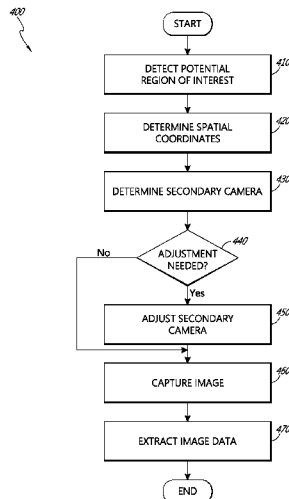 400
START
DETECT POTENTIAL
REGION OF INTEREST
410
DETERMINE SPATIAL
COORDINATES
420
DETERMINE SECONDARY CAMERA
430
440
ADJUSTMENT
NEEDED?
No
Yes
ADJUST SECONDARY
CAMERA
450
CAPTURE IMAGE
460
EXTRACT IMAGE DATA
470
END